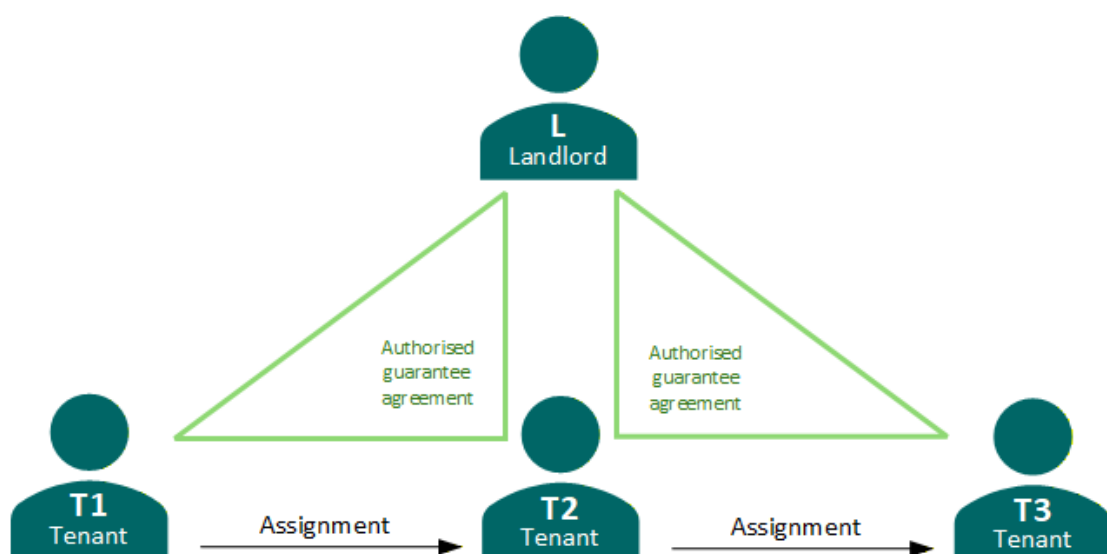 L
Landlord
Authorised
guarantee
agreement
Authorised
guarantee
agreement
T1
Tenant
Assignment
T2
Tenant
Assignment
T3
Tenant